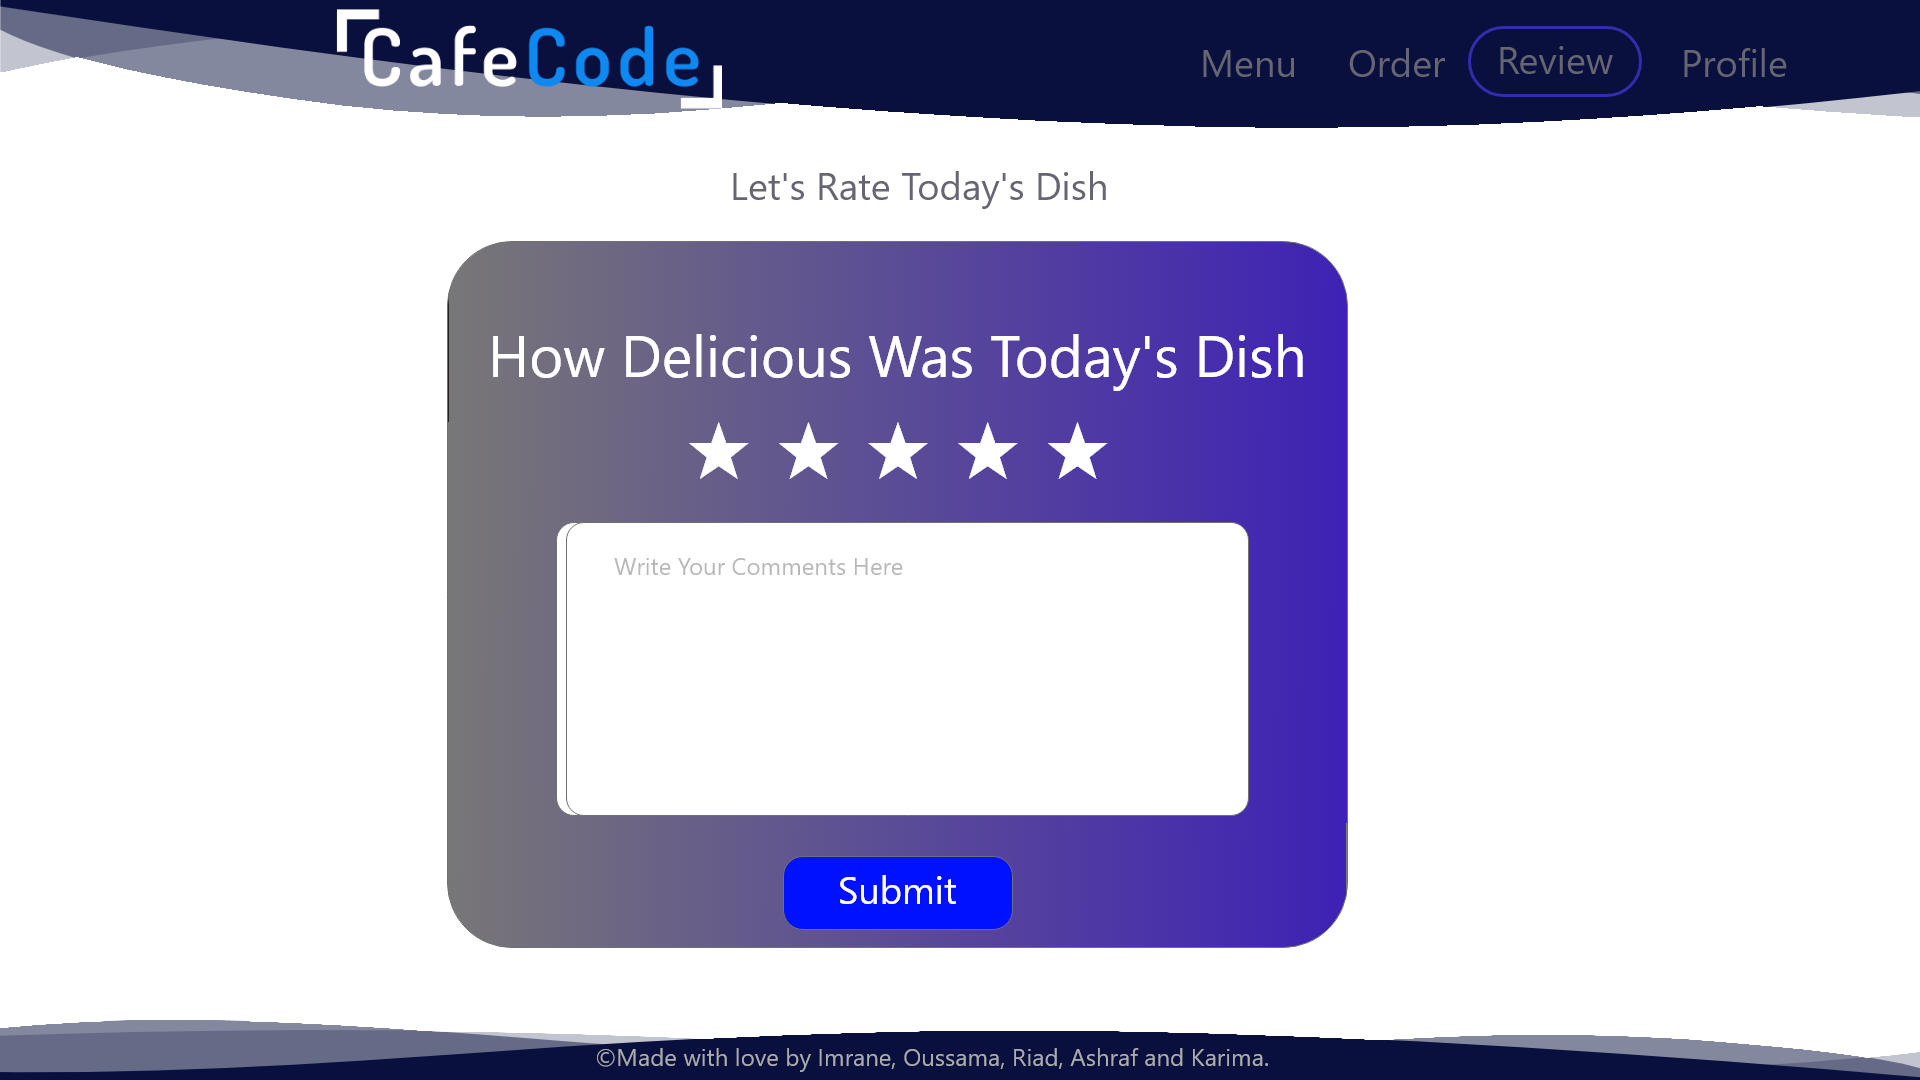 CafeCode
Menu Order Review Profile
Let's Rate Today's Dish
How Delicious Was Today's Dish
Write Your Comments Here
Submit
©Made with love by Imrane, Oussama, Riad, Ashraf and Karima.